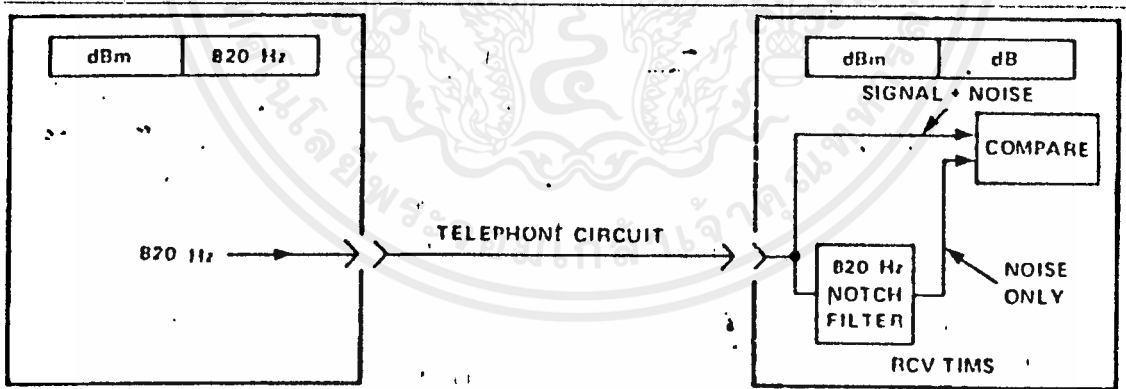 dBm 820 Hz
820 Hz
TELEPHONE CIRCUIT
dBm dB
SIGNAL + NOISE
COMPARE
820 Hz
NOTCH
FILTER
NOISE
ONLY
RCV TIMS